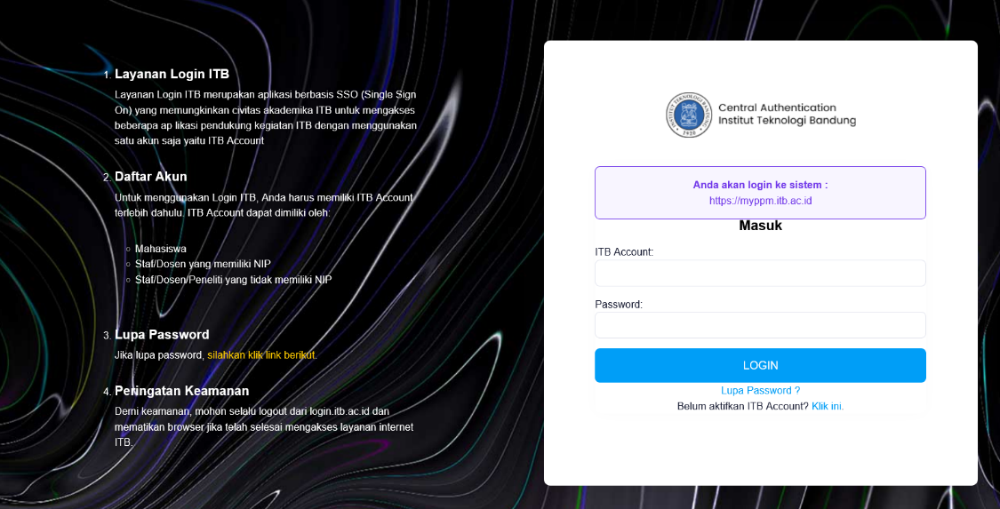 1. Layanan Login ITB
Layanan Login ITB merupakan aplikasi berbasis SSO (Single Sign
On) yang memungkinkan civitas akademika ITB untuk mengakses
beberapa ap likasi pendukung kegiatan ITB dengan menggunakan
satu akun saja yaitu ITB Account
2. Daftar Akun
Untuk menggunakan Login ITB, Anda harus memiliki ITB Account
terlebih dahulu. ITB Account dapat dimiliki oleh:
Mahasiswa
Staf/Dosen yang memiliki NIP
Staf/Dosen/Peneliti yang tidak memiliki NIP
3. Lupa Password
Jika lupa password, silahkan klik link berikut.
4. Peringatan Keamanan
Demi keamanan, mohon selalu logout dari login.itb.ac.id dan
mematikan browser jika telah selesai mengakses layanan internet
ITB.
INSTITUT TEKNOLOGI BANDUNG
1920
Central Authentication
Institut Teknologi Bandung
Anda akan login ke sistem :
https://myppm.itb.ac.id
Masuk
ITB Account:
Password:
LOGIN
Lupa Password ?
Belum aktifkan ITB Account? Klik ini.